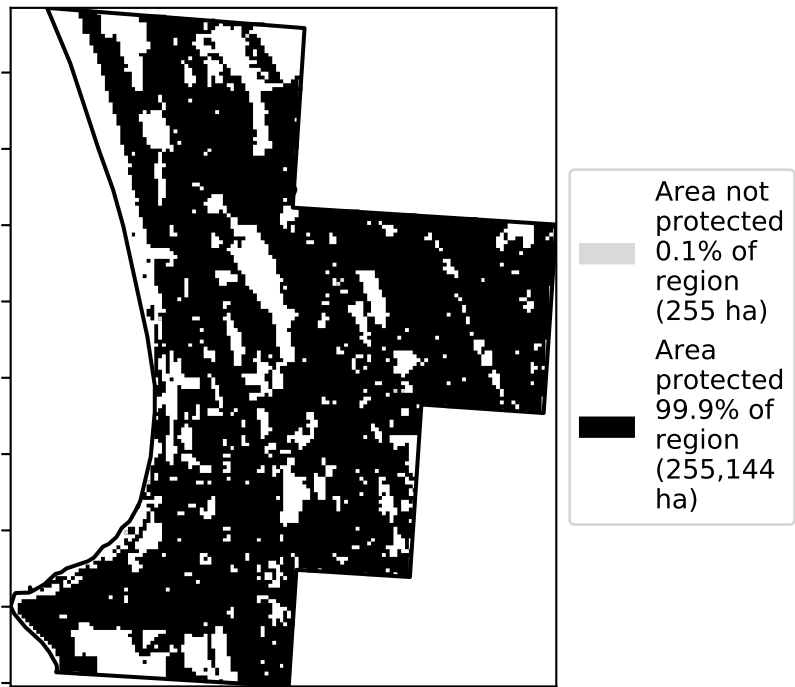 Area not
protected
0.1% of
region
(255 ha)
Area
protected
99.9% of
region
(255,144
ha)